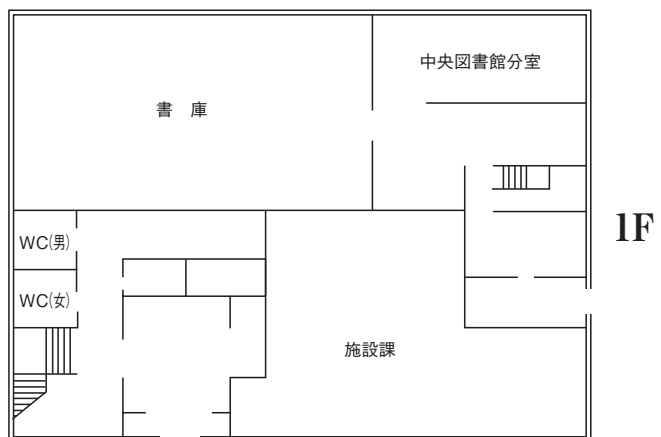 中央図書館分室
書 庫
1F
WC(男)
WC(女)
施設課